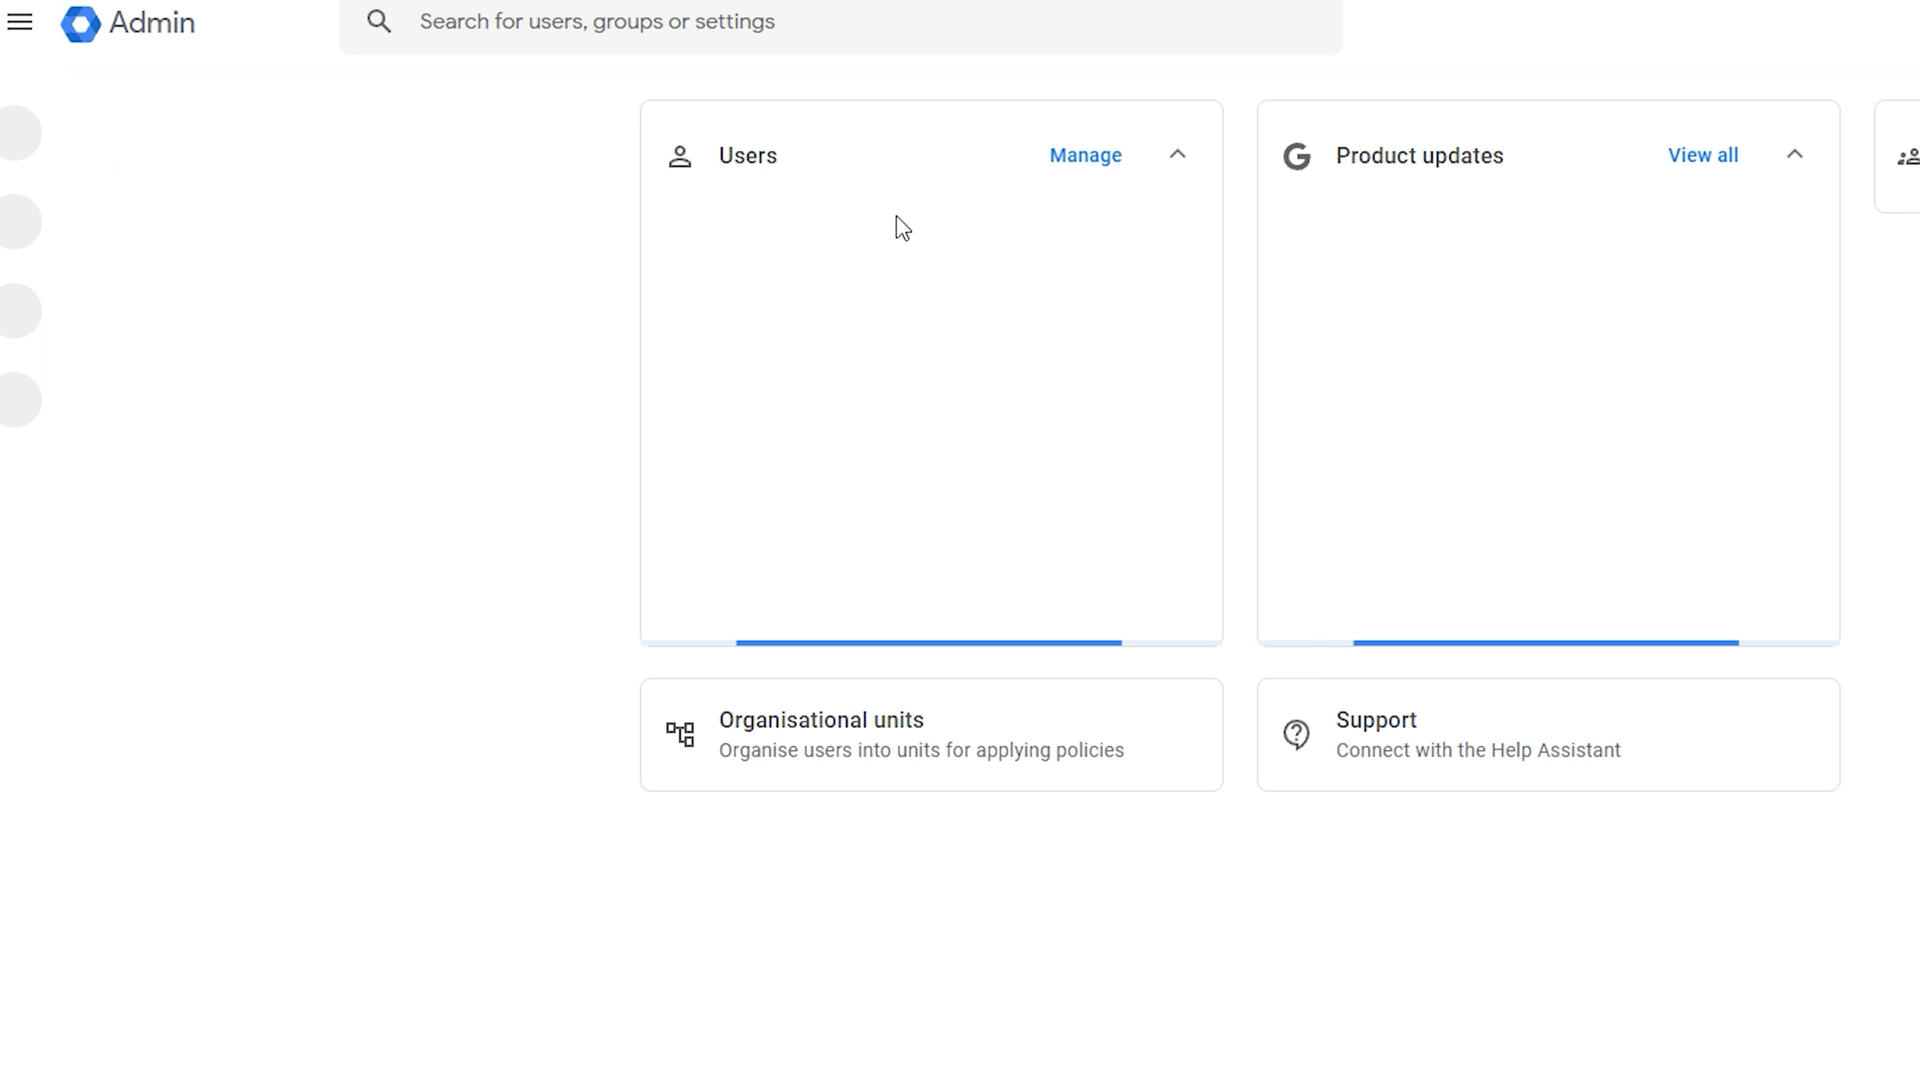 Admin
Search for users, groups or settings
Users
Manage
Product updates
View all
Organisational units
Organise users into units for applying policies
Support
Connect with the Help Assistant